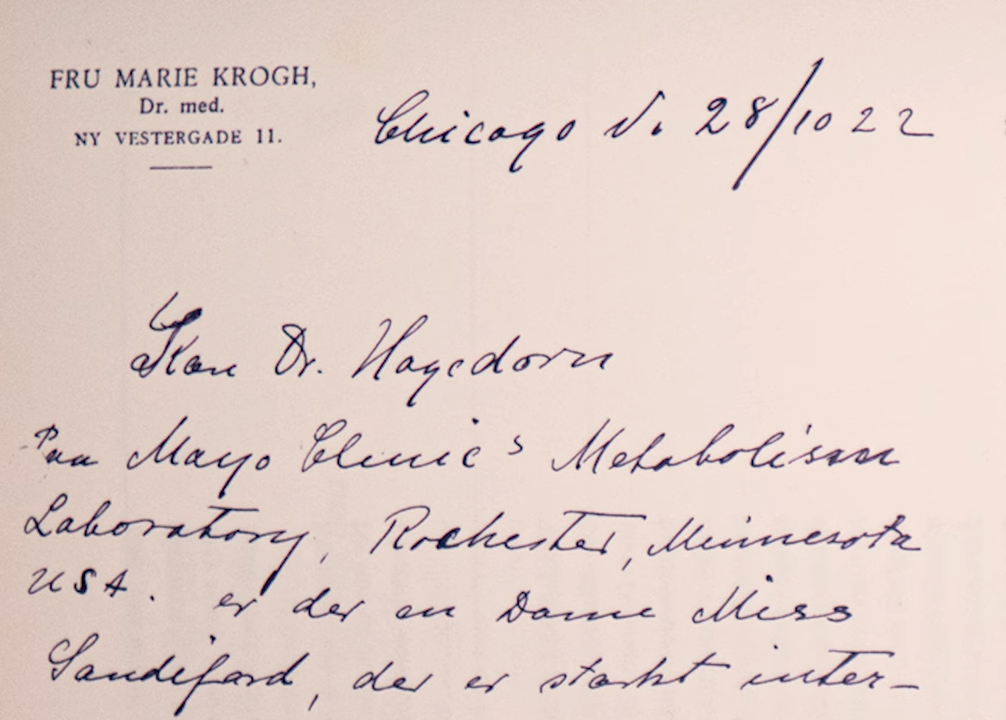 FRU MARIE KROGH,
Dr. med.
NY VESTERGADE 11.
Chicago d. 28/10 22
Kære Dr. Hagedorn
Paa Mayo Clinic's Metabolism
Laboratory, Rochester, Minnesota
USA. er der en Dame Miss
Sandiford, der er stærkt inter-